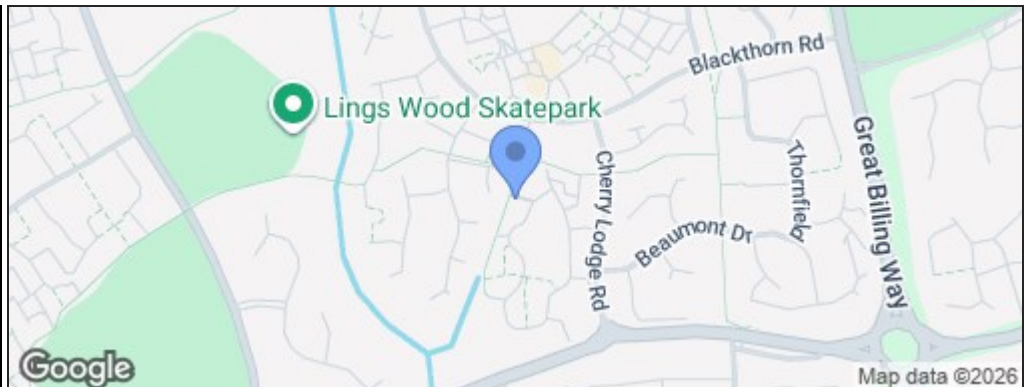 Blackthorn Rd
Lings Wood Skatepark
Great Billing Way
Thornfield
Cherry Lodge Rd
Beaumont Dr
Google
Map data ©2026